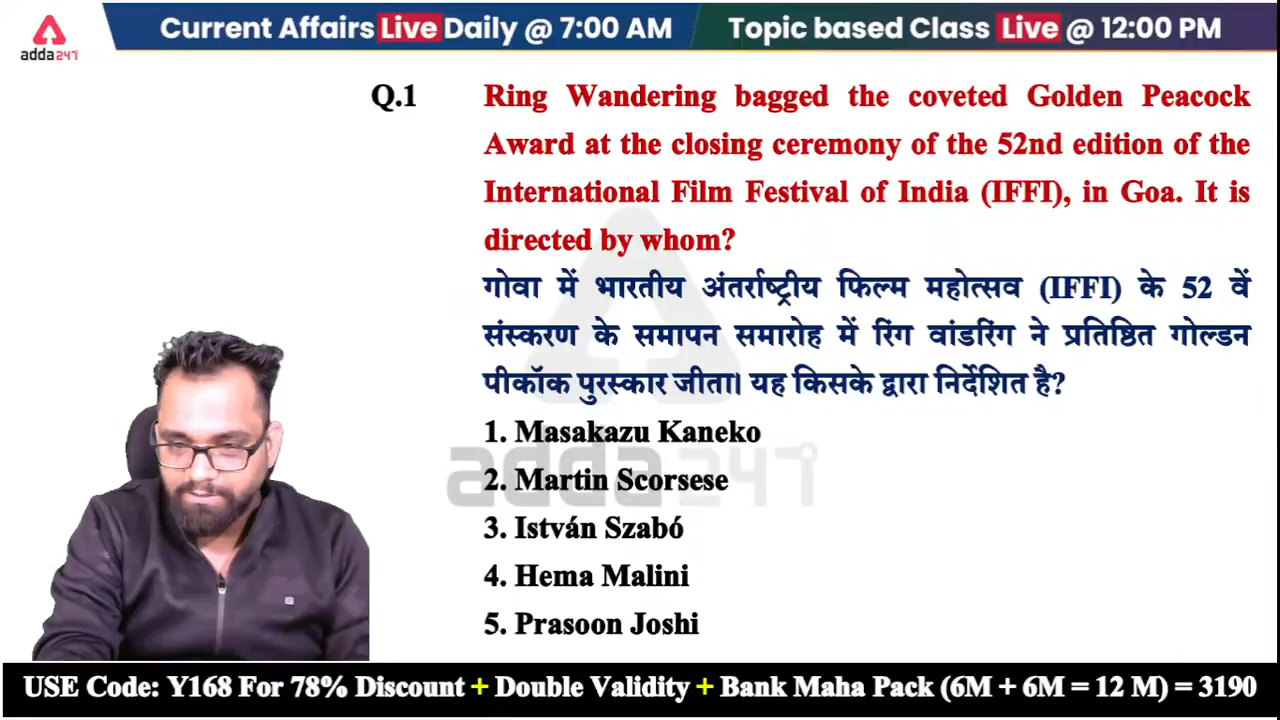 Current Affairs Live Daily @ 7:00 AM
Topic based Class Live @ 12:00 PM
adda247
Q.1 Ring Wandering bagged the coveted Golden Peacock
Award at the closing ceremony of the 52nd edition of the
International Film Festival of India (IFFI), in Goa. It is
directed by whom?
गोवा में भारतीय अंतर्राष्ट्रीय फिल्म महोत्सव (IFFI) के 52 वें
संस्करण के समापन समारोह में रिंग वांडरिंग ने प्रतिष्ठित गोल्डन
पीकॉक पुरस्कार जीता। यह किसके द्वारा निर्देशित है?
1. Masakazu Kaneko
adda247
2. Martin Scorsese
3. István Szabó
4. Hema Malini
5. Prasoon Joshi
USE Code: Y168 For 78% Discount + Double Validity + Bank Maha Pack (6M + 6M = 12 M) = 3190